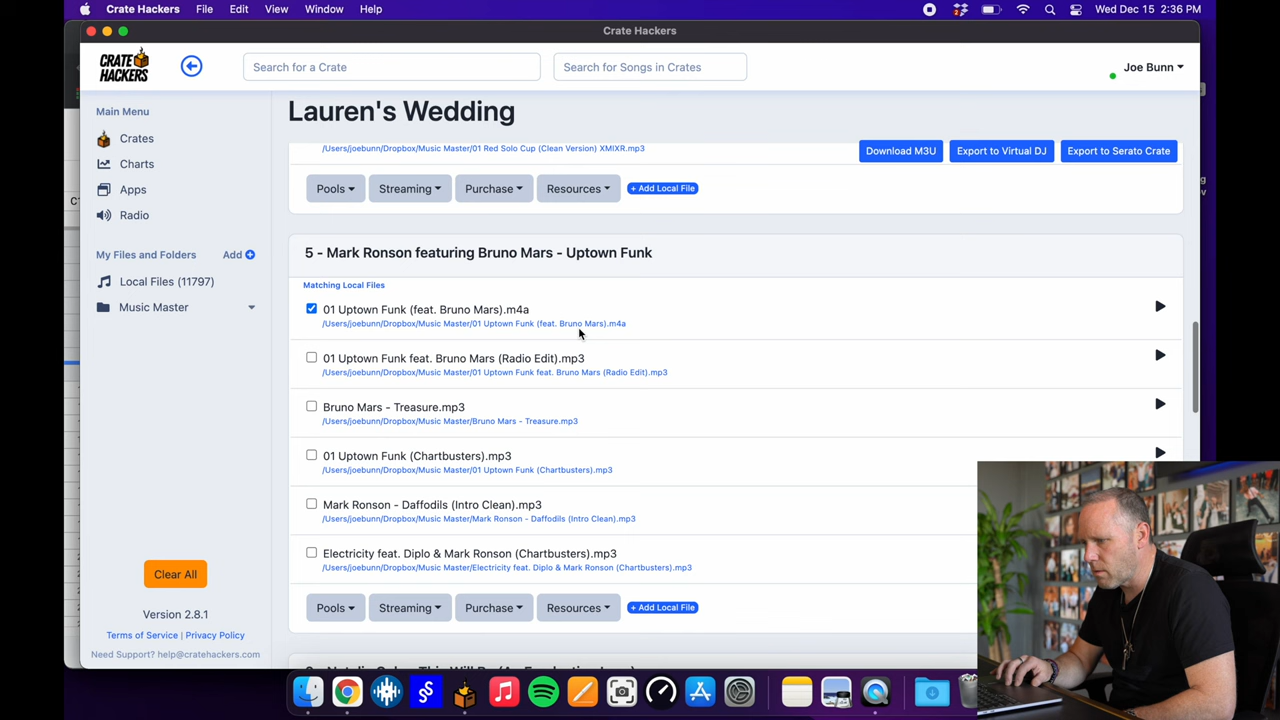 Crate Hackers File Edit View Window Help
Wed Dec 15 2:36 PM
Crate Hackers
CRATE HACKERS
Search for a Crate
Search for Songs in Crates
Joe Bunn
Main Menu
Crates
Charts
Apps
Radio
My Files and Folders Add
Local Files (11797)
Music Master
Clear All
Version 2.8.1
Terms of Service | Privacy Policy
Need Support? help@cratehackers.com
Lauren's Wedding
/Users/joebunn/Dropbox/Music Master/01 Red Solo Cup (Clean Version) XMIXR.mp3
Download M3U Export to Virtual DJ Export to Serato Crate
Pools Streaming Purchase Resources + Add Local File
5 - Mark Ronson featuring Bruno Mars - Uptown Funk
Matching Local Files
01 Uptown Funk (feat. Bruno Mars).m4a
/Users/joebunn/Dropbox/Music Master/01 Uptown Funk (feat. Bruno Mars).m4a
01 Uptown Funk feat. Bruno Mars (Radio Edit).mp3
/Users/joebunn/Dropbox/Music Master/01 Uptown Funk feat. Bruno Mars (Radio Edit).mp3
Bruno Mars - Treasure.mp3
/Users/joebunn/Dropbox/Music Master/Bruno Mars - Treasure.mp3
01 Uptown Funk (Chartbusters).mp3
/Users/joebunn/Dropbox/Music Master/01 Uptown Funk (Chartbusters).mp3
Mark Ronson - Daffodils (Intro Clean).mp3
/Users/joebunn/Dropbox/Music Master/Mark Ronson - Daffodils (Intro Clean).mp3
Electricity feat. Diplo & Mark Ronson (Chartbusters).mp3
/Users/joebunn/Dropbox/Music Master/Electricity feat. Diplo & Mark Ronson (Chartbusters).mp3
Pools Streaming Purchase Resources + Add Local File